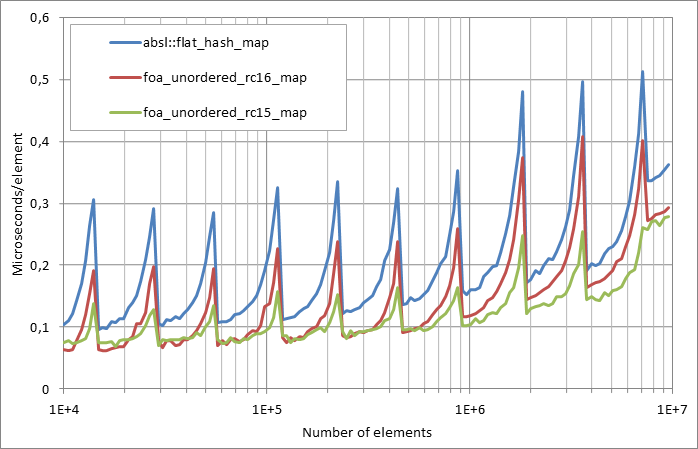 0,6
0,5
0,4
0,3
0,2
0,1
0
Microseconds/element
absl::flat_hash_map
foa_unordered_rc16_map
foa_unordered_rc15_map
1E+4
1E+5
1E+6
1E+7
Number of elements